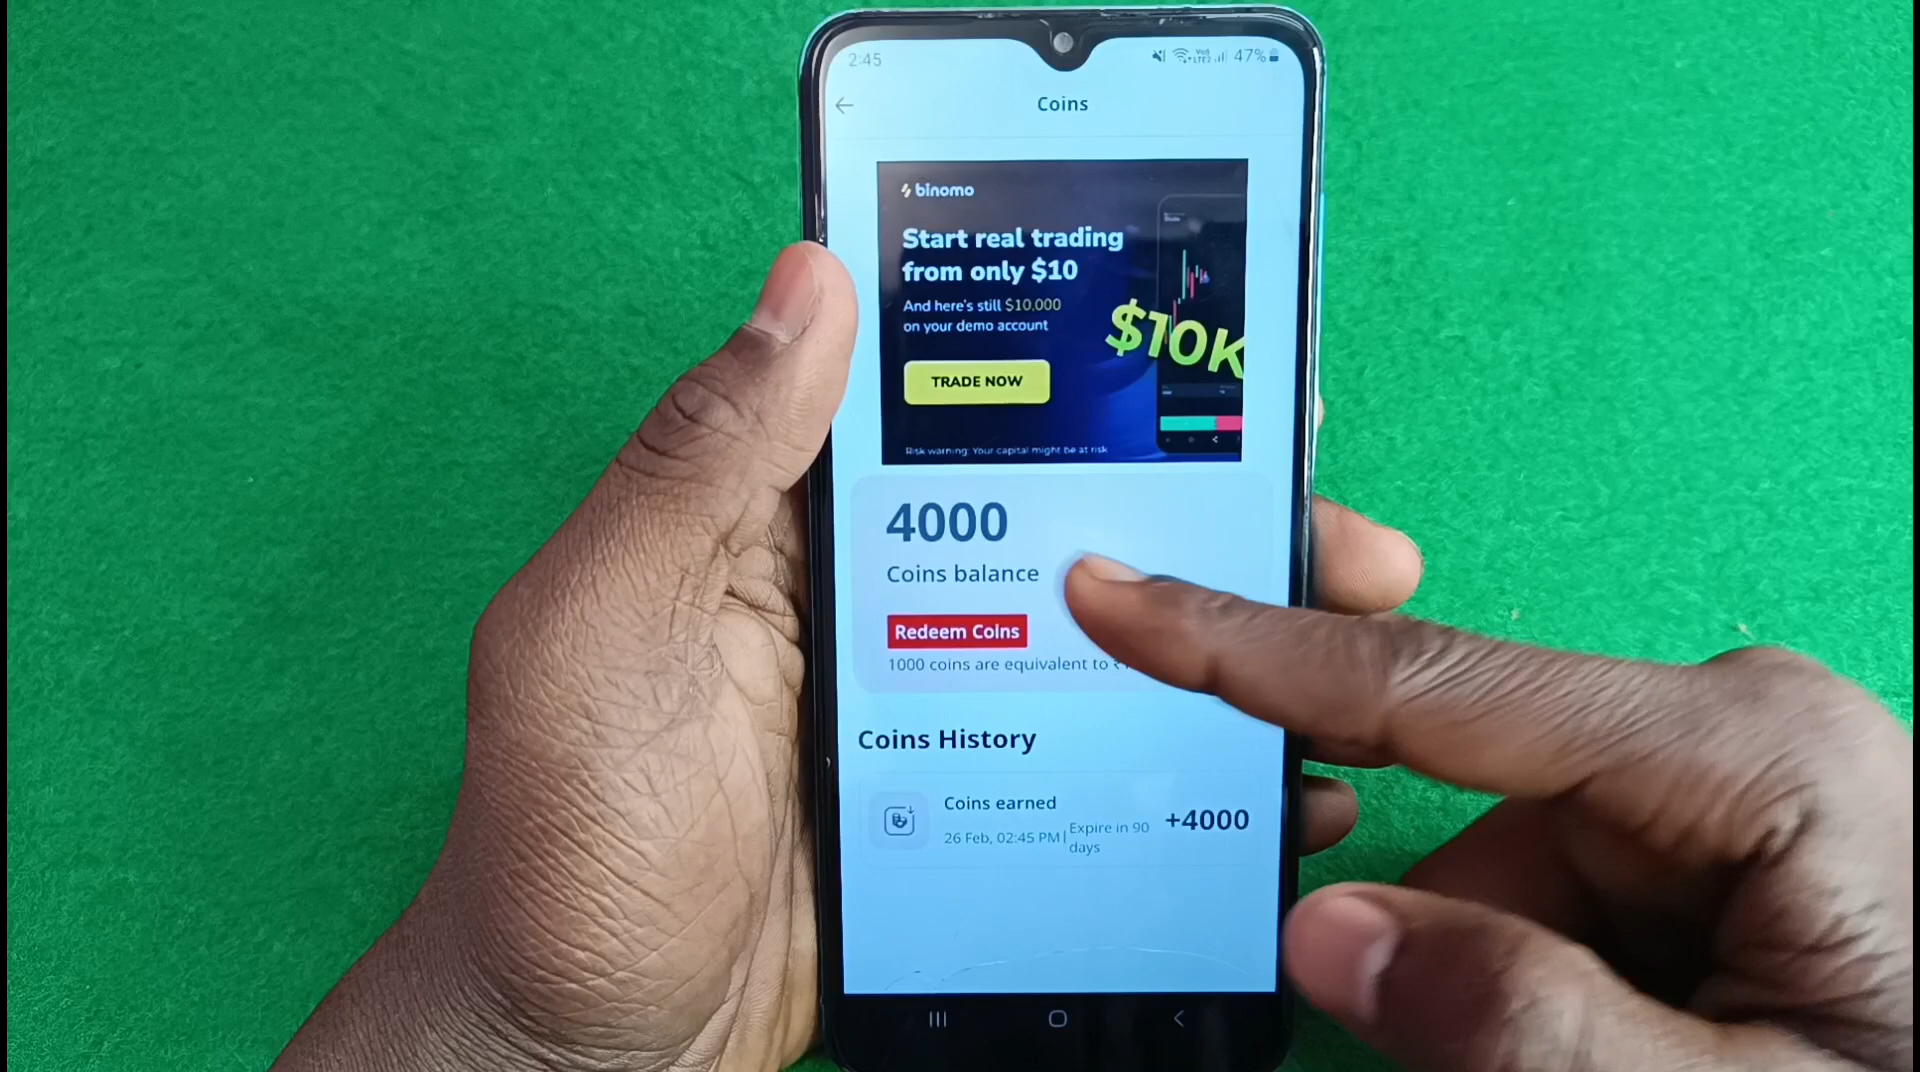 2:45
47%
Coins
binomo
Start real trading
from only $10
And here's still $10,000
on your demo account
$10K
TRADE NOW
Risk warning: Your capital might be at risk
4000
Coins balance
Redeem Coins
1000 coins are equivalent to
Coins History
Coins earned
26 Feb, 02:45 PM | Expire in 90
days
+4000